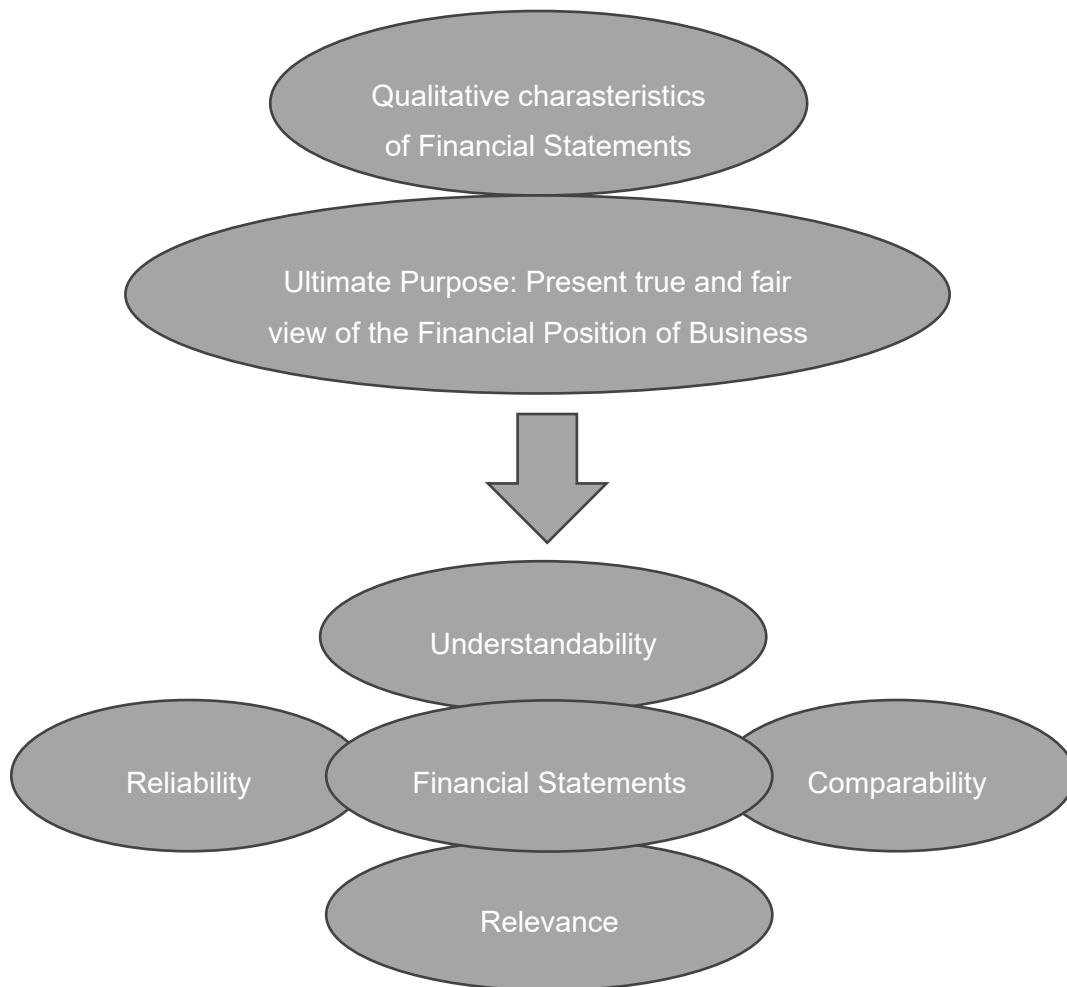 Qualitative charasteristics
of Financial Statements
Ultimate Purpose: Present true and fair
view of the Financial Position of Business
Understandability
Reliability
Financial Statements
Comparability
Relevance